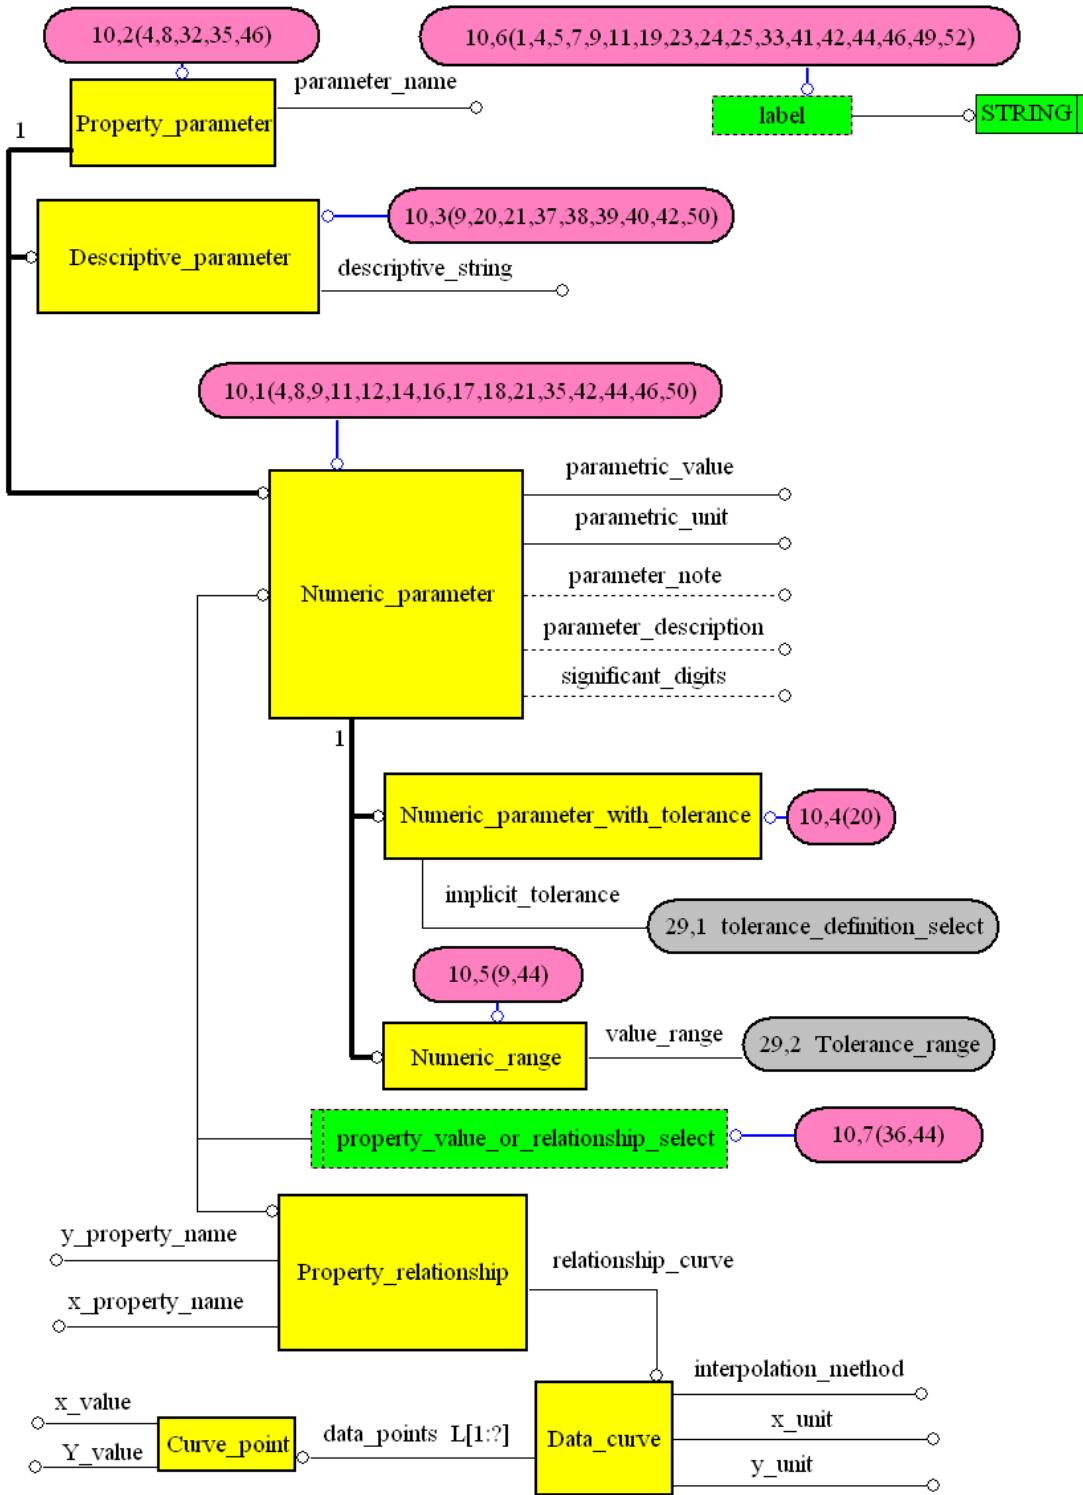 10,2(4,8,32,35,46)
10,6(1,4,5,7,9,11,19,23,24,25,33,41,42,44,46,49,52)
parameter_name
Property_parameter
label
STRING
1
10,3(9,20,21,37,38,39,40,42,50)
Descriptive_parameter
descriptive_string
10,1(4,8,9,11,12,14,16,17,18,21,35,42,44,46,50)
parametric_value
parametric_unit
parameter_note
Numeric_parameter
parameter_description
significant_digits
1
Numeric_parameter_with_tolerance
10,4(20)
implicit_tolerance
29,1 tolerance_definition_select
10,5(9,44)
value_range
Numeric_range
29,2 Tolerance_range
property_value_or_relationship_select
10,7(36,44)
y_property_name
Property_relationship
relationship_curve
x_property_name
interpolation_method
x_value
x_unit
data_points L[1:?]
Curve_point
Data_curve
Y_value
y_unit